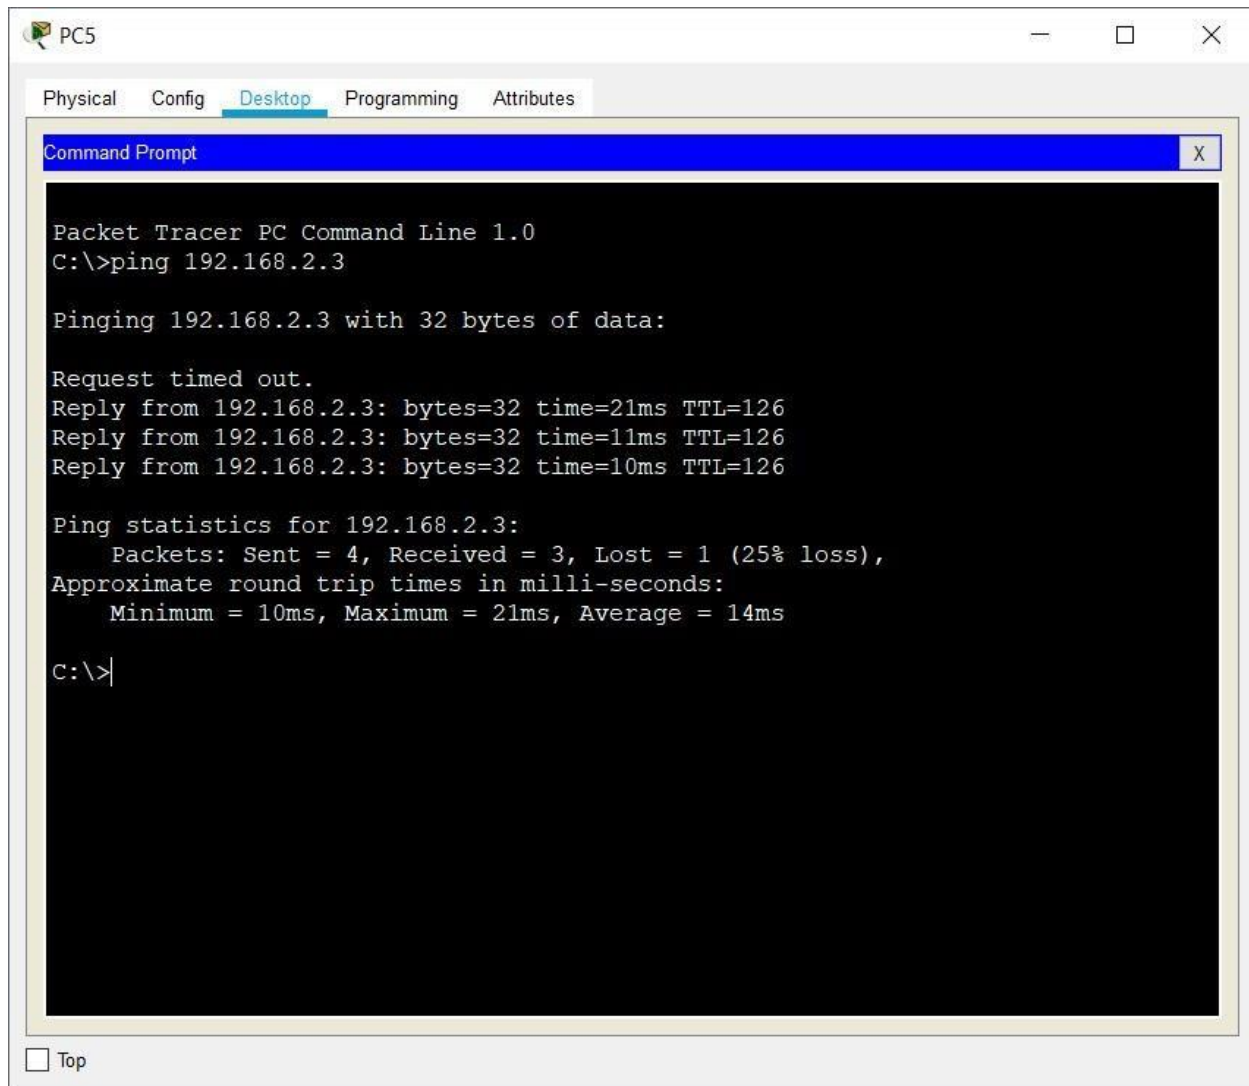 PC5
Physical Config Desktop Programming Attributes
Command Prompt X
Packet Tracer PC Command Line 1.0
C:\>ping 192.168.2.3
Pinging 192.168.2.3 with 32 bytes of data:
Request timed out.
Reply from 192.168.2.3: bytes=32 time=21ms TTL=126
Reply from 192.168.2.3: bytes=32 time=11ms TTL=126
Reply from 192.168.2.3: bytes=32 time=10ms TTL=126
Ping statistics for 192.168.2.3:
Packets: Sent = 4, Received = 3, Lost = 1 (25% loss),
Approximate round trip times in milli-seconds:
Minimum = 10ms, Maximum = 21ms, Average = 14ms
C:\>
Top